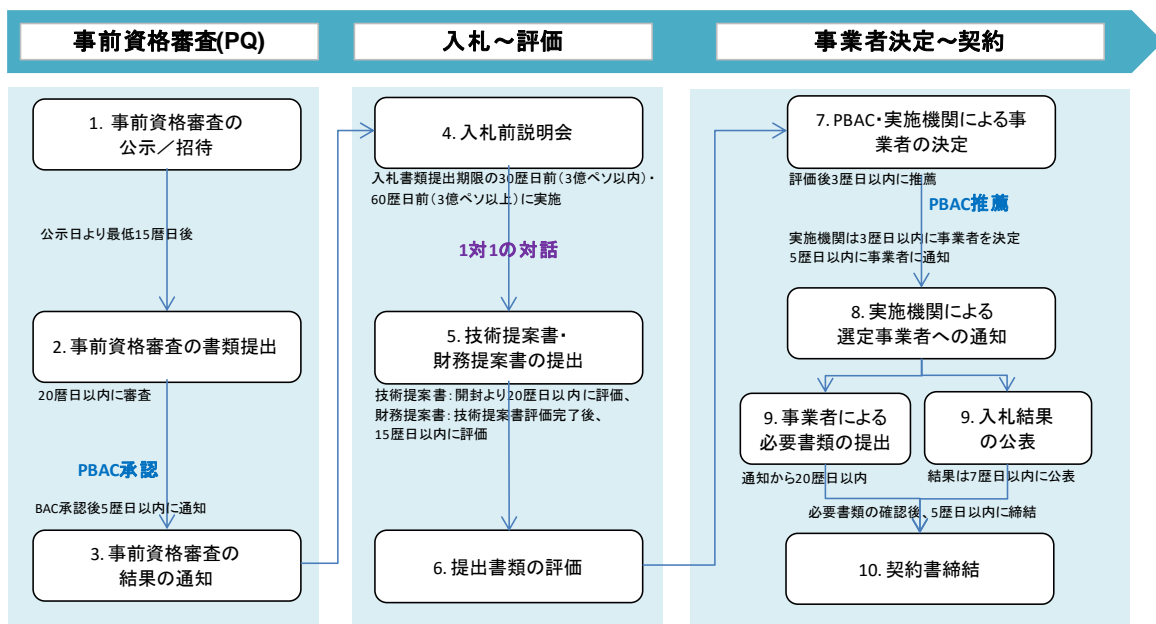 事前資格審査(PQ)
入札～評価
事業者決定～契約
1. 事前資格審査の
公示／招待
公示日より最低15暦日後
2. 事前資格審査の書類提出
20暦日以内に審査
PBAC承認
BAC承認後5歴日以内に通知
3. 事前資格審査の
結果の通知
4. 入札前説明会
入札書類提出期限の30歴日前（3億ペソ以内）・
60歴日前（3億ペソ以上）に実施
1対1の対話
5. 技術提案書・
財務提案書の提出
技術提案書：開封より20歴日以内に評価、
財務提案書：技術提案書評価完了後、
15歴日以内に評価
6. 提出書類の評価
7. PBAC・実施機関による事
業者の決定
評価後3歴日以内に推薦
PBAC推薦
実施機関は3歴日以内に事業者を決定
5歴日以内に事業者に通知
8. 実施機関による
選定事業者への通知
9. 事業者による
必要書類の提出
通知から20歴日以内
9. 入札結果
の公表
結果は7歴日以内に公表
必要書類の確認後、5歴日以内に締結
10. 契約書締結